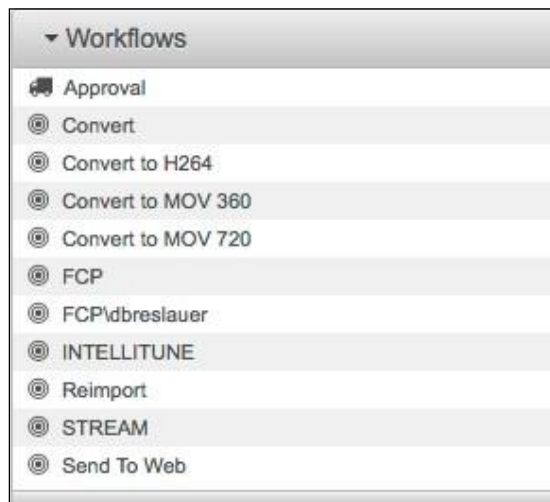 Workflows
Approval
Convert
Convert to H264
Convert to MOV 360
Convert to MOV 720
FCP
FCP\dbreslauer
INTELLITUNE
Reimport
STREAM
Send To Web